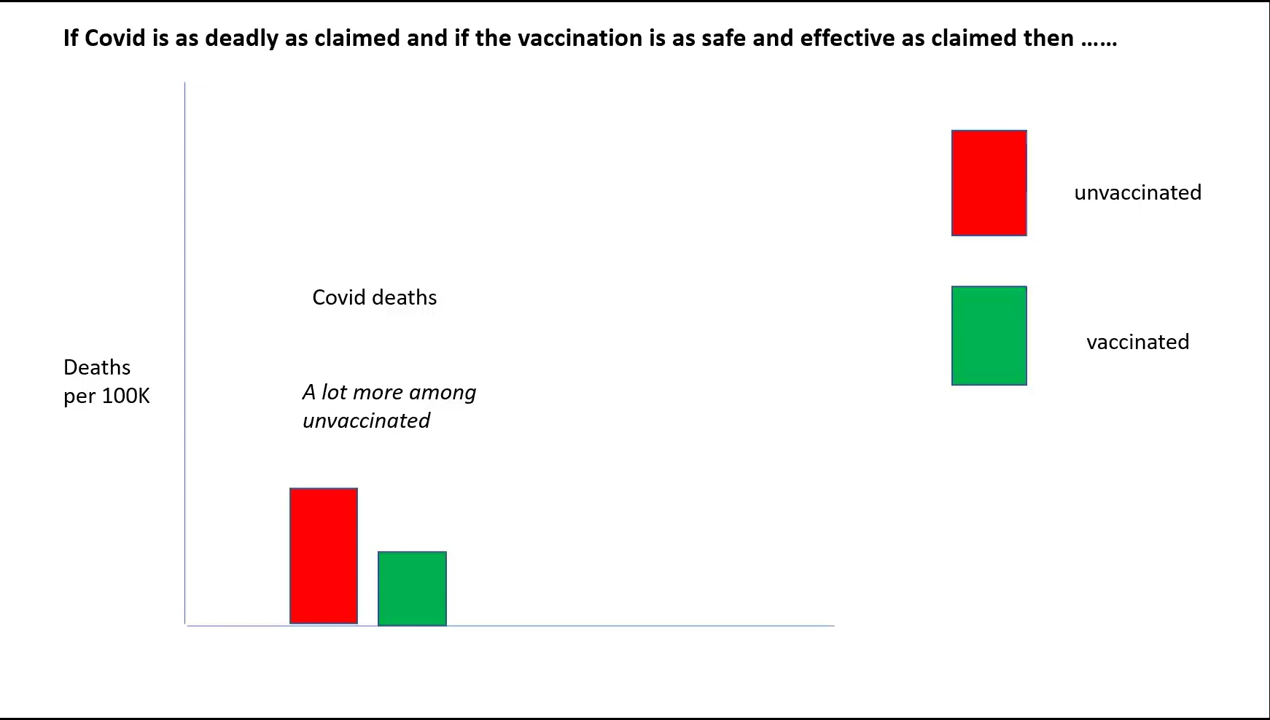 If Covid is as deadly as claimed and if the vaccination is as safe and effective as claimed then ……
unvaccinated
Covid deaths
vaccinated
Deaths
per 100K
A lot more among
unvaccinated